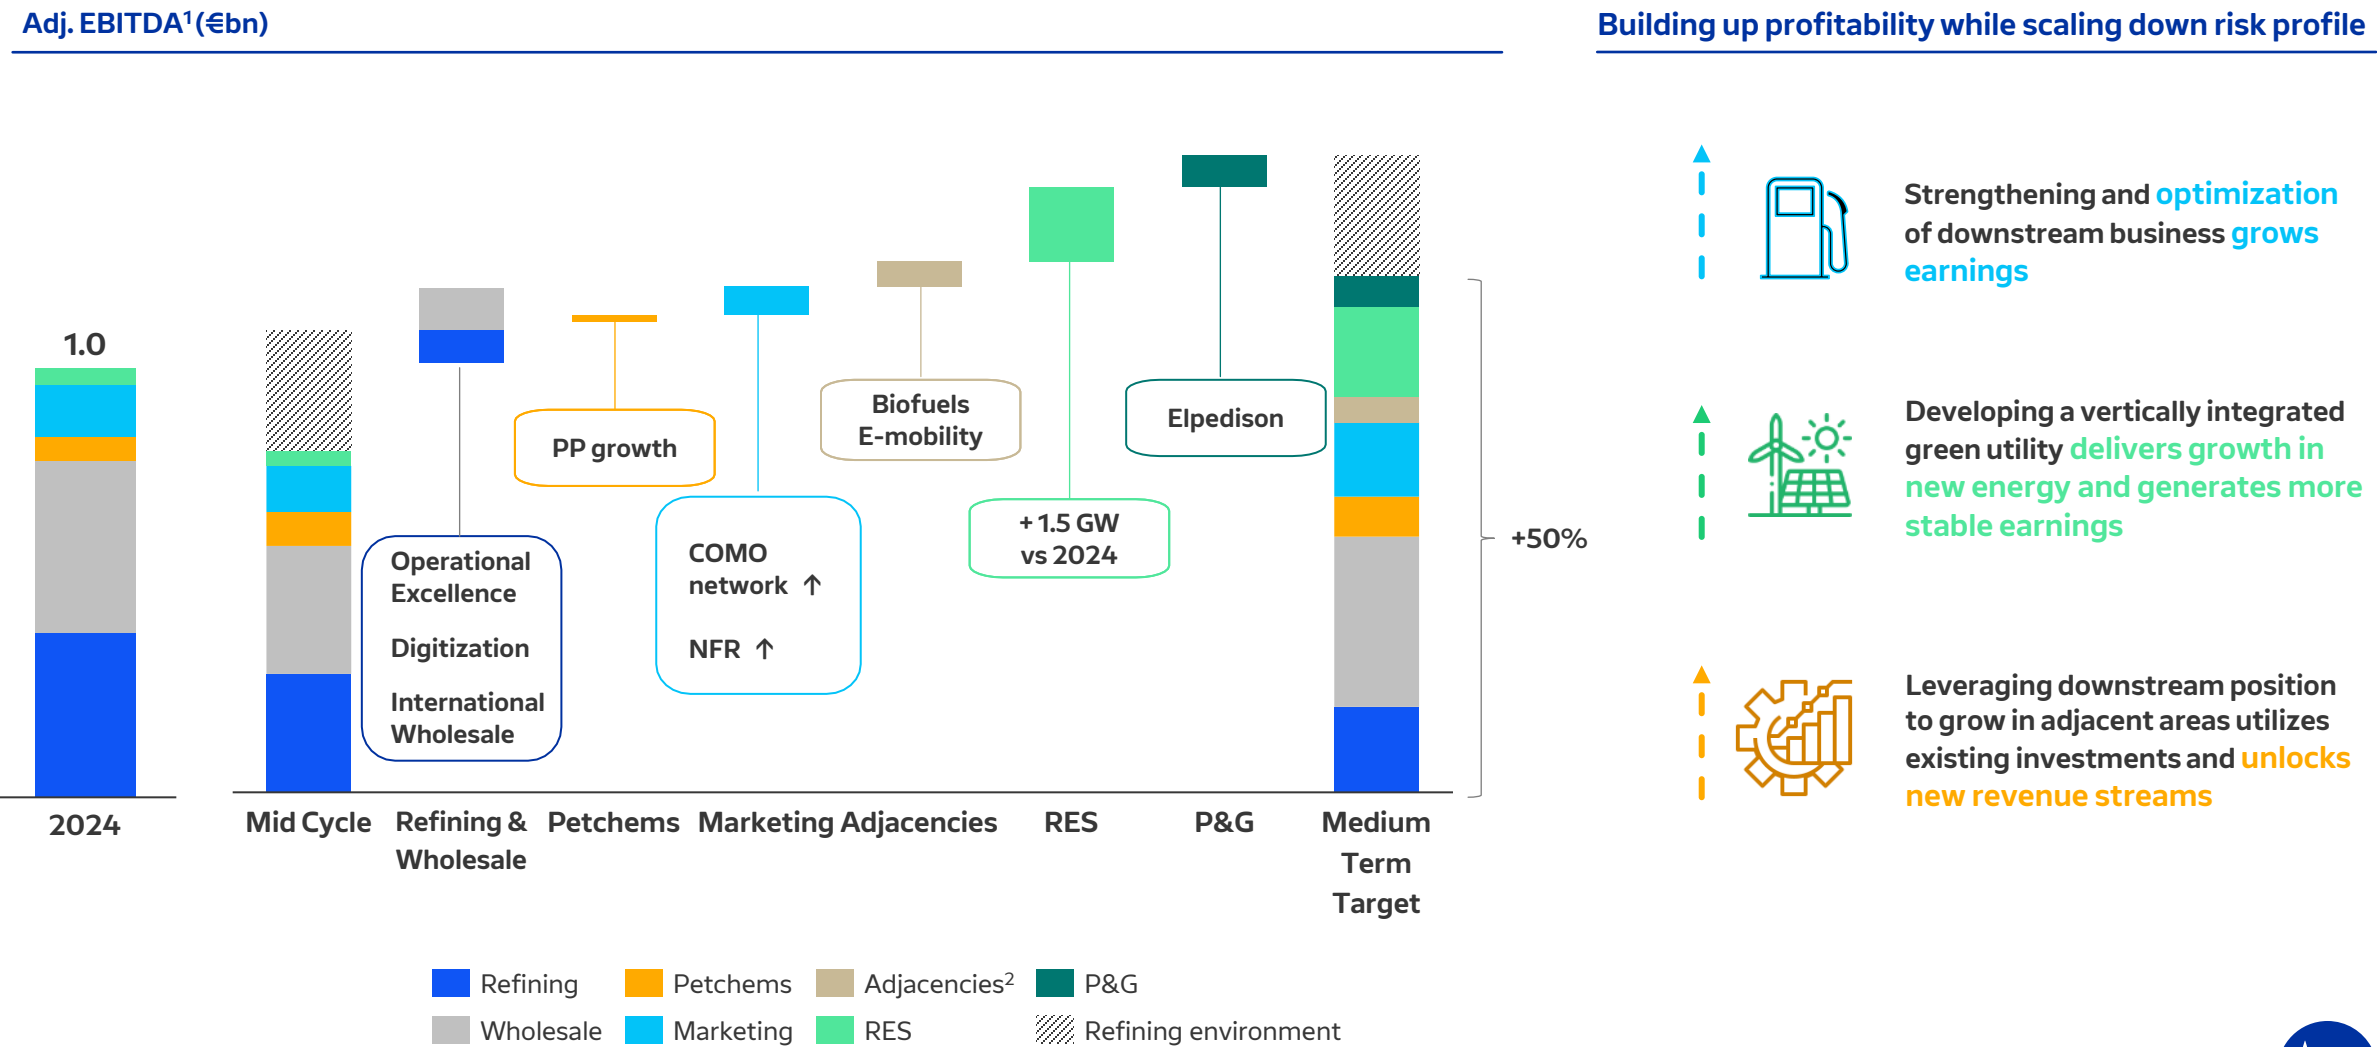 Adj. EBITDA¹ (€bn)
Building up profitability while scaling down risk profile
1.0
Operational
Excellence
Digitization
International
Wholesale
PP growth
COMO
network ↑
NFR ↑
Biofuels
E-mobility
+ 1.5 GW
vs 2024
Elpedison
+50%
2024
Mid Cycle
Refining &
Wholesale
Petchems
Marketing
Adjacencies
RES
P&G
Medium
Term
Target
Refining
Petchems
Adjacencies²
P&G
Wholesale
Marketing
RES
Refining environment
Strengthening and optimization
of downstream business grows
earnings
Developing a vertically integrated
green utility delivers growth in
new energy and generates more
stable earnings
Leveraging downstream position
to grow in adjacent areas utilizes
existing investments and unlocks
new revenue streams